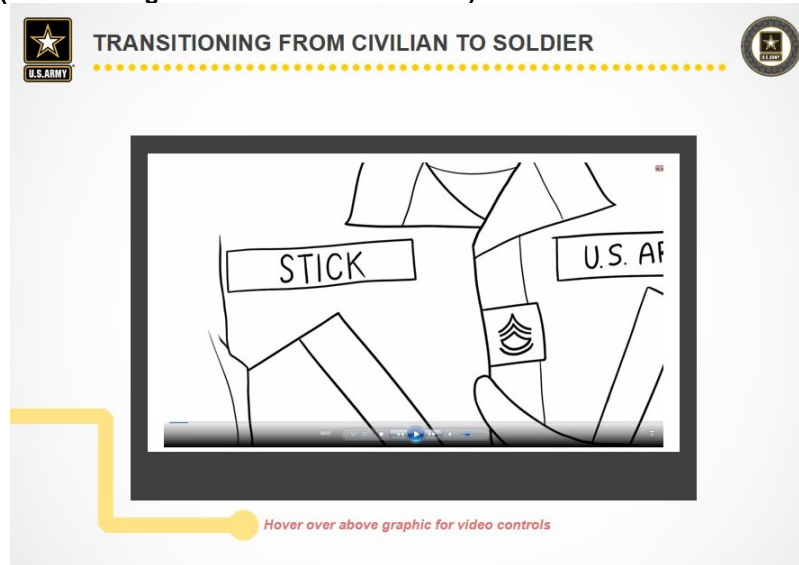 TRANSITIONING FROM CIVILIAN TO SOLDIER
U.S.ARMY
STICK
U.S. AR
Hover over above graphic for video controls